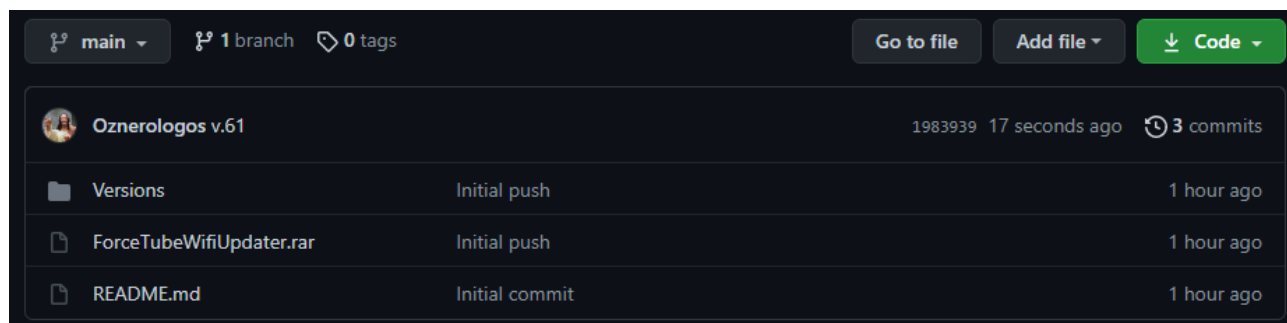 main 1 branch 0 tags Go to file Add file Code
Oznerologos v.61 1983939 17 seconds ago 3 commits
Versions Initial push 1 hour ago
ForceTubeWifiUpdater.rar Initial push 1 hour ago
README.md Initial commit 1 hour ago